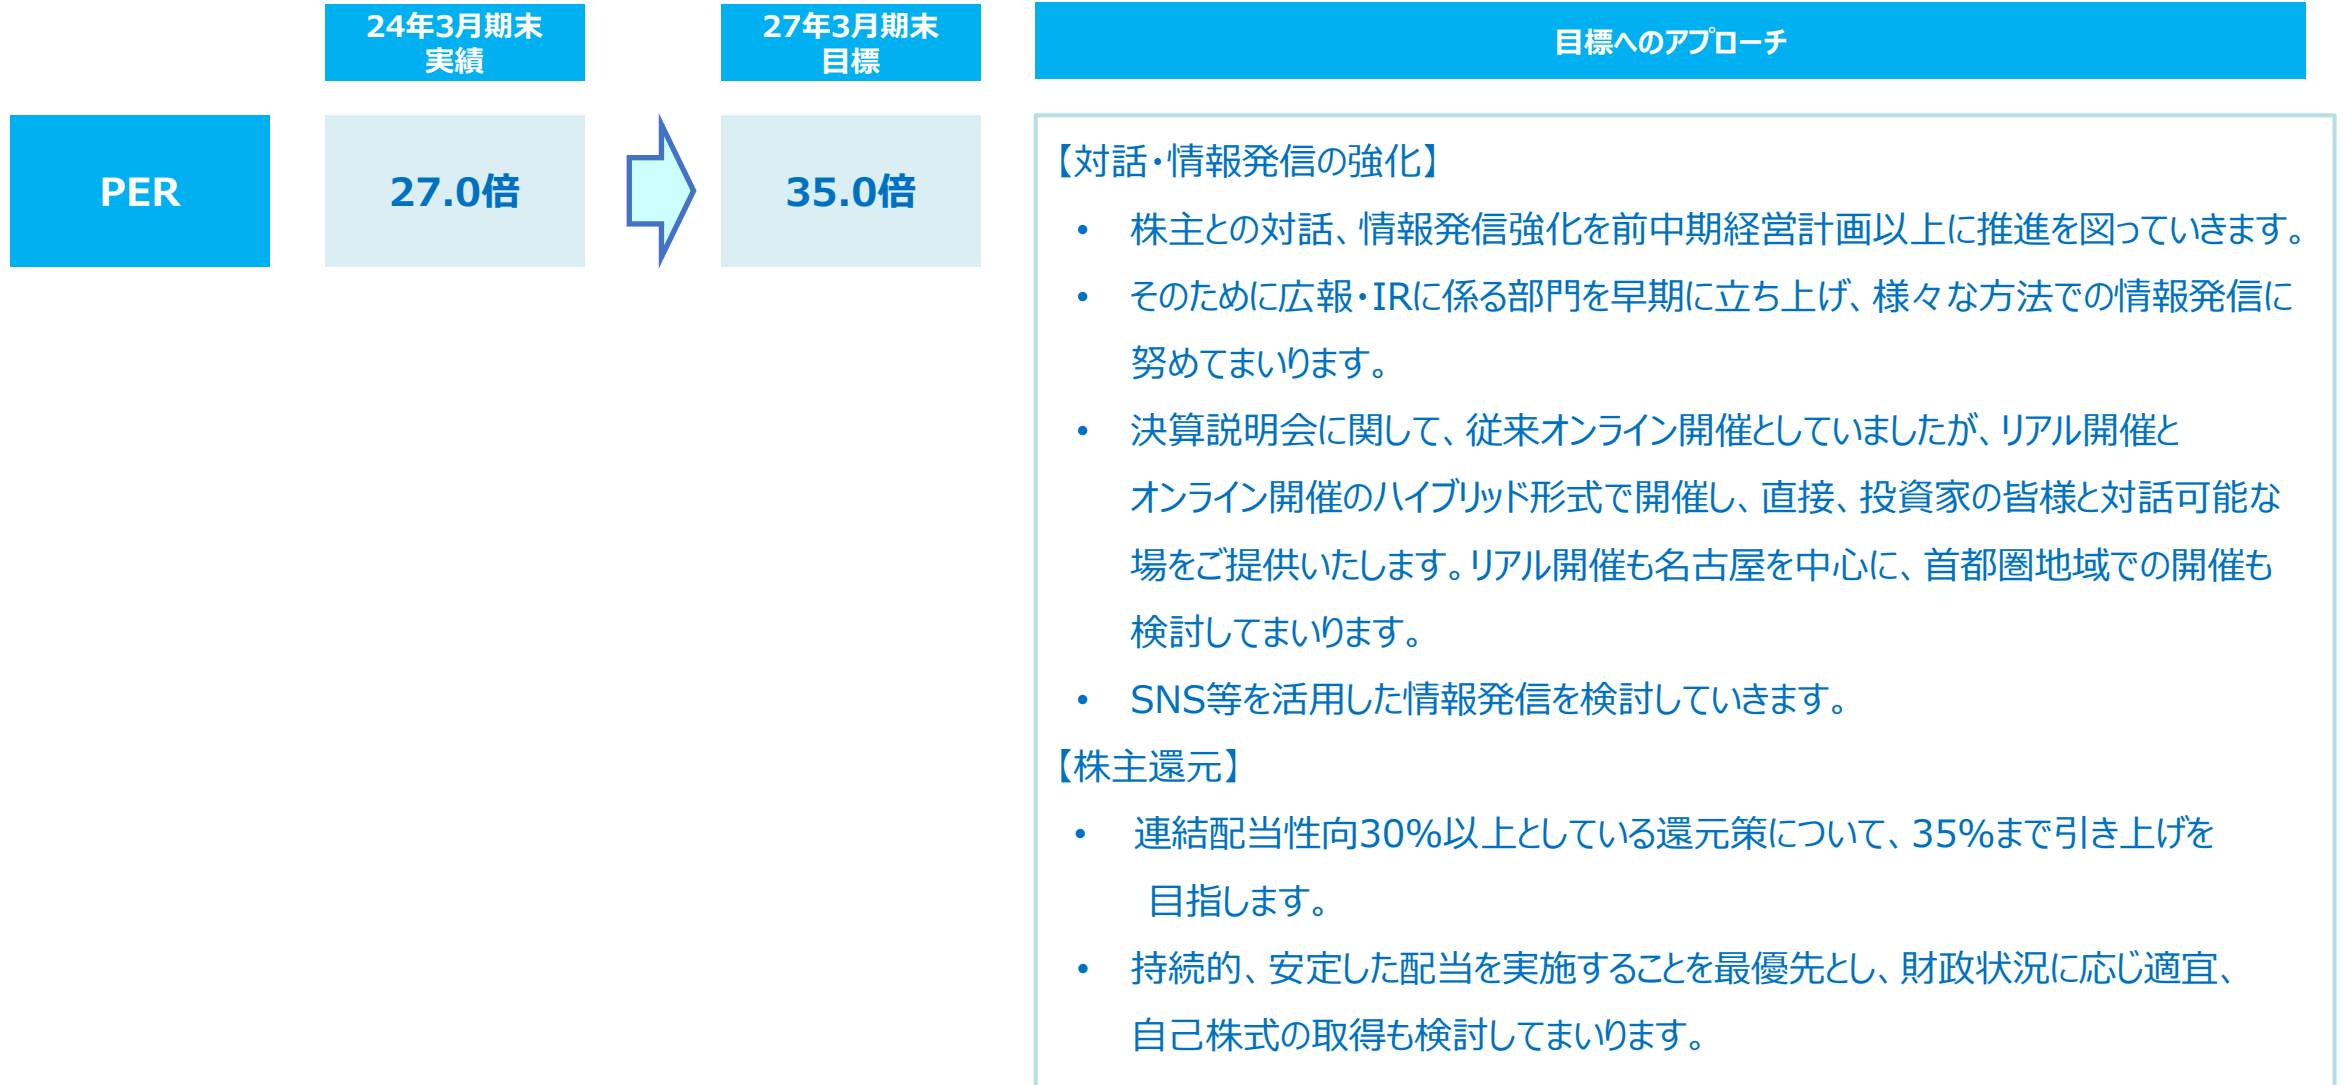 24年3月期末
実績
27年3月期末
目標
目標へのアプローチ
PER
27.0倍
35.0倍
【対話・情報発信の強化】
• 株主との対話、情報発信強化を前中期経営計画以上に推進を図っていきます。
• そのために広報・IRに係る部門を早期に立ち上げ、様々な方法での情報発信に
努めてまいります。
• 決算説明会に関して、従来オンライン開催としていましたが、リアル開催と
オンライン開催のハイブリッド形式で開催し、直接、投資家の皆様と対話可能な
場をご提供いたします。リアル開催も名古屋を中心に、首都圏地域での開催も
検討してまいります。
• SNS等を活用した情報発信を検討していきます。
【株主還元】
• 連結配当性向30%以上としている還元策について、35%まで引き上げを
目指します。
• 持続的、安定した配当を実施することを最優先とし、財政状況に応じ適宜、
自己株式の取得も検討してまいります。